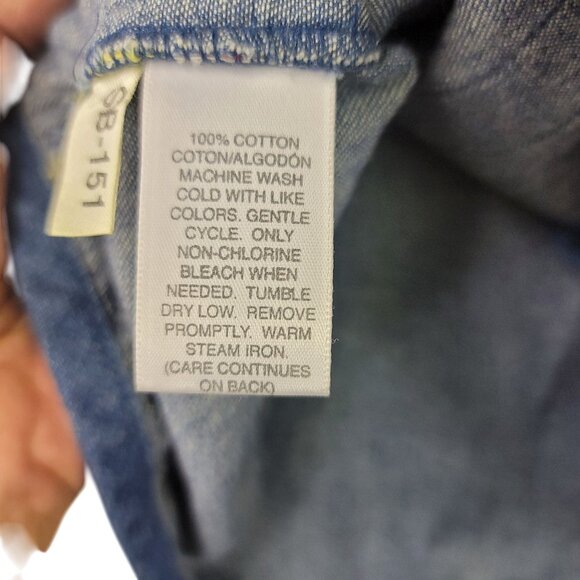 GB-151
100% COTTON
COTON/ALGODÓN
MACHINE WASH
COLD WITH LIKE
COLORS. GENTLE
CYCLE. ONLY
NON-CHLORINE
BLEACH WHEN
NEEDED. TUMBLE
DRY LOW. REMOVE
PROMPTLY. WARM
STEAM IRON.
(CARE CONTINUES
ON BACK)